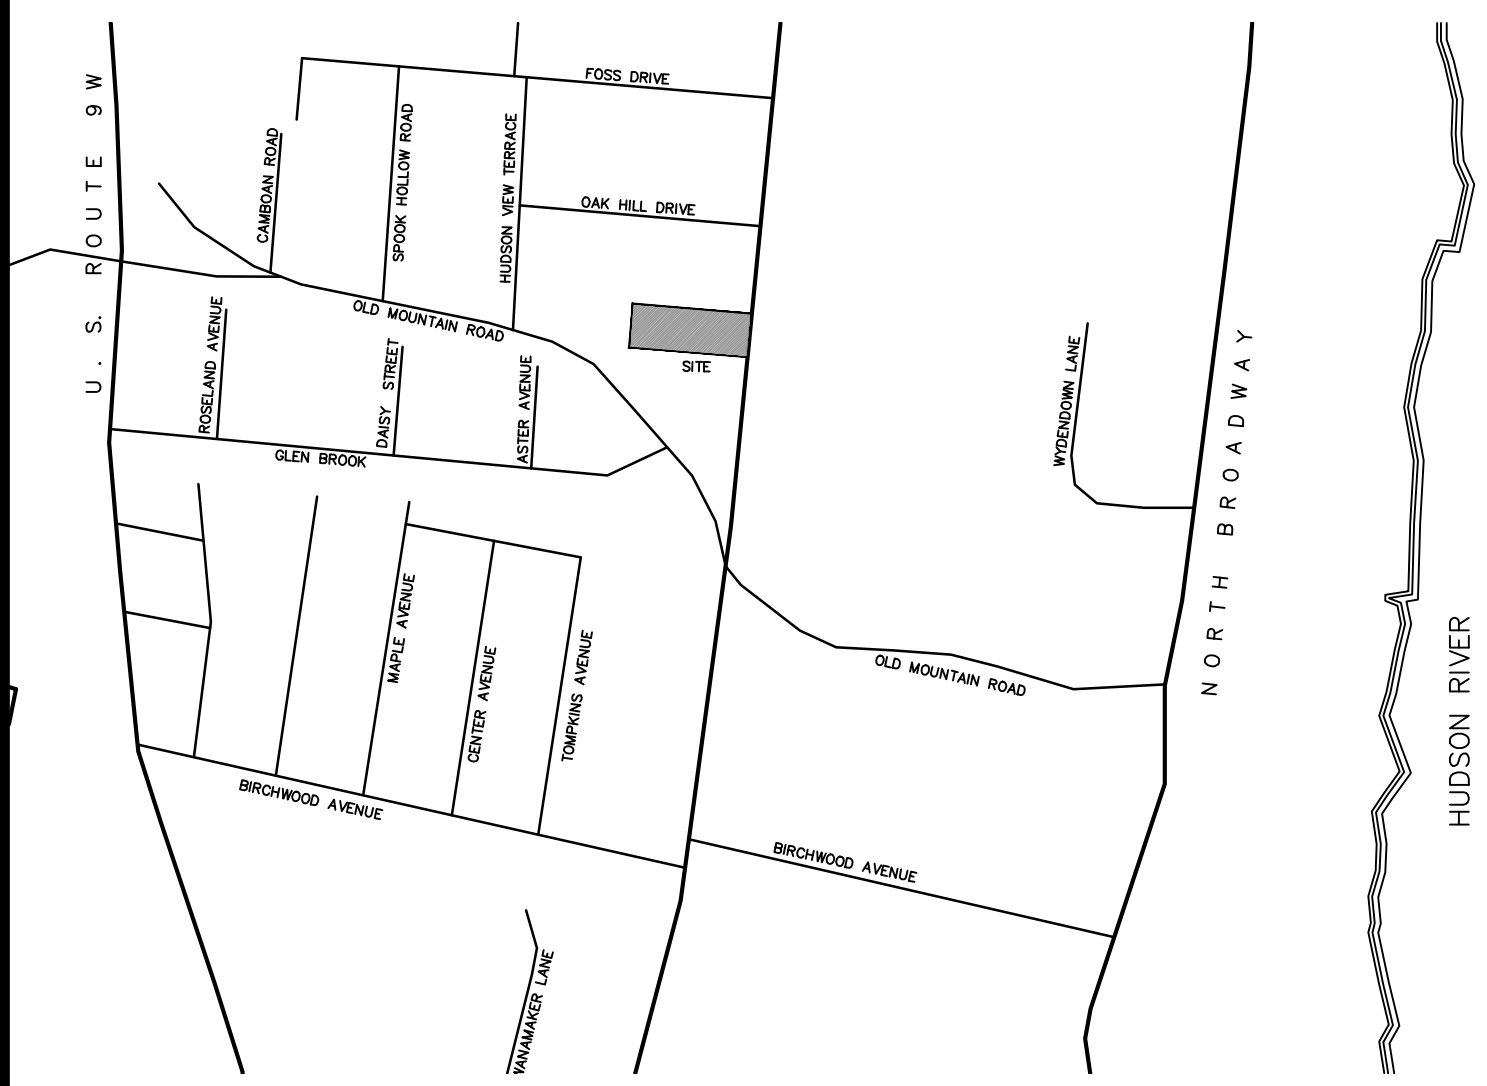 U. S. ROUTE 9W
FOSS DRIVE
CAMBOAN ROAD
SPOOK HOLLOW ROAD
HUDSON VIEW TERRACE
OAK HILL DRIVE
OLD MOUNTAIN ROAD
SITE
ROSELAND AVENUE
DAISY STREET
ASTER AVENUE
GLEN BROOK
WYDENDOWN LANE
NORTH BROADWAY
MAPLE AVENUE
CENTER AVENUE
TOMPKINS AVENUE
OLD MOUNTAIN ROAD
HUDSON RIVER
BIRCHWOOD AVENUE
BIRCHWOOD AVENUE
WANAMAKER LANE